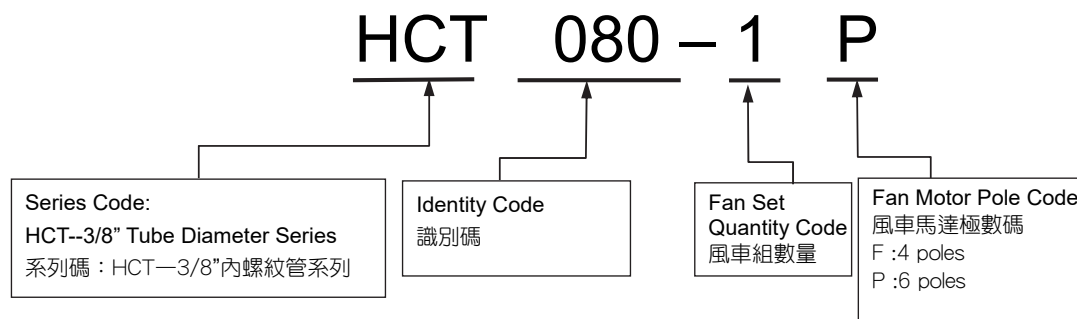 HCT 080 – 1 P
Series Code:
HCT--3/8” Tube Diameter Series
系列碼：HCT—3/8”內螺紋管系列
Identity Code
識別碼
Fan Set
Quantity Code
風車組數量
Fan Motor Pole Code
風車馬達極數碼
F :4 poles
P :6 poles